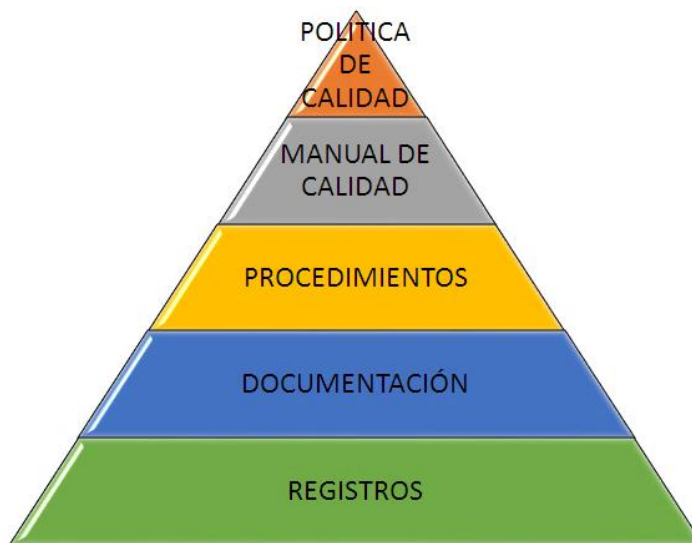 POLITICA
DE
CALIDAD
MANUAL DE
CALIDAD
PROCEDIMIENTOS
DOCUMENTACIÓN
REGISTROS